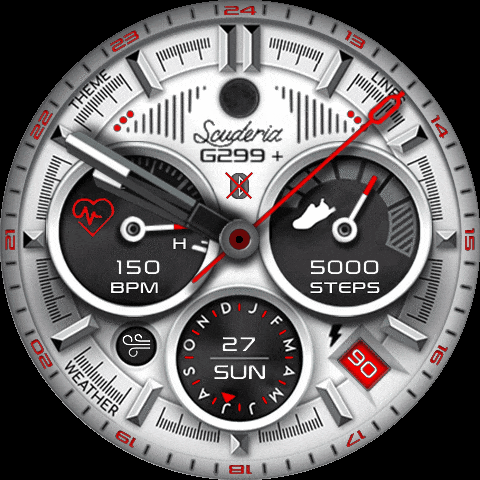 24
23
13
THEME
LINK
22
14
Scuderia
G299 +
H
150
BPM
5000
STEPS
21
15
27
SUN
J F M A M J J A S O N D
90
20
16
WEATHER
19
17
18